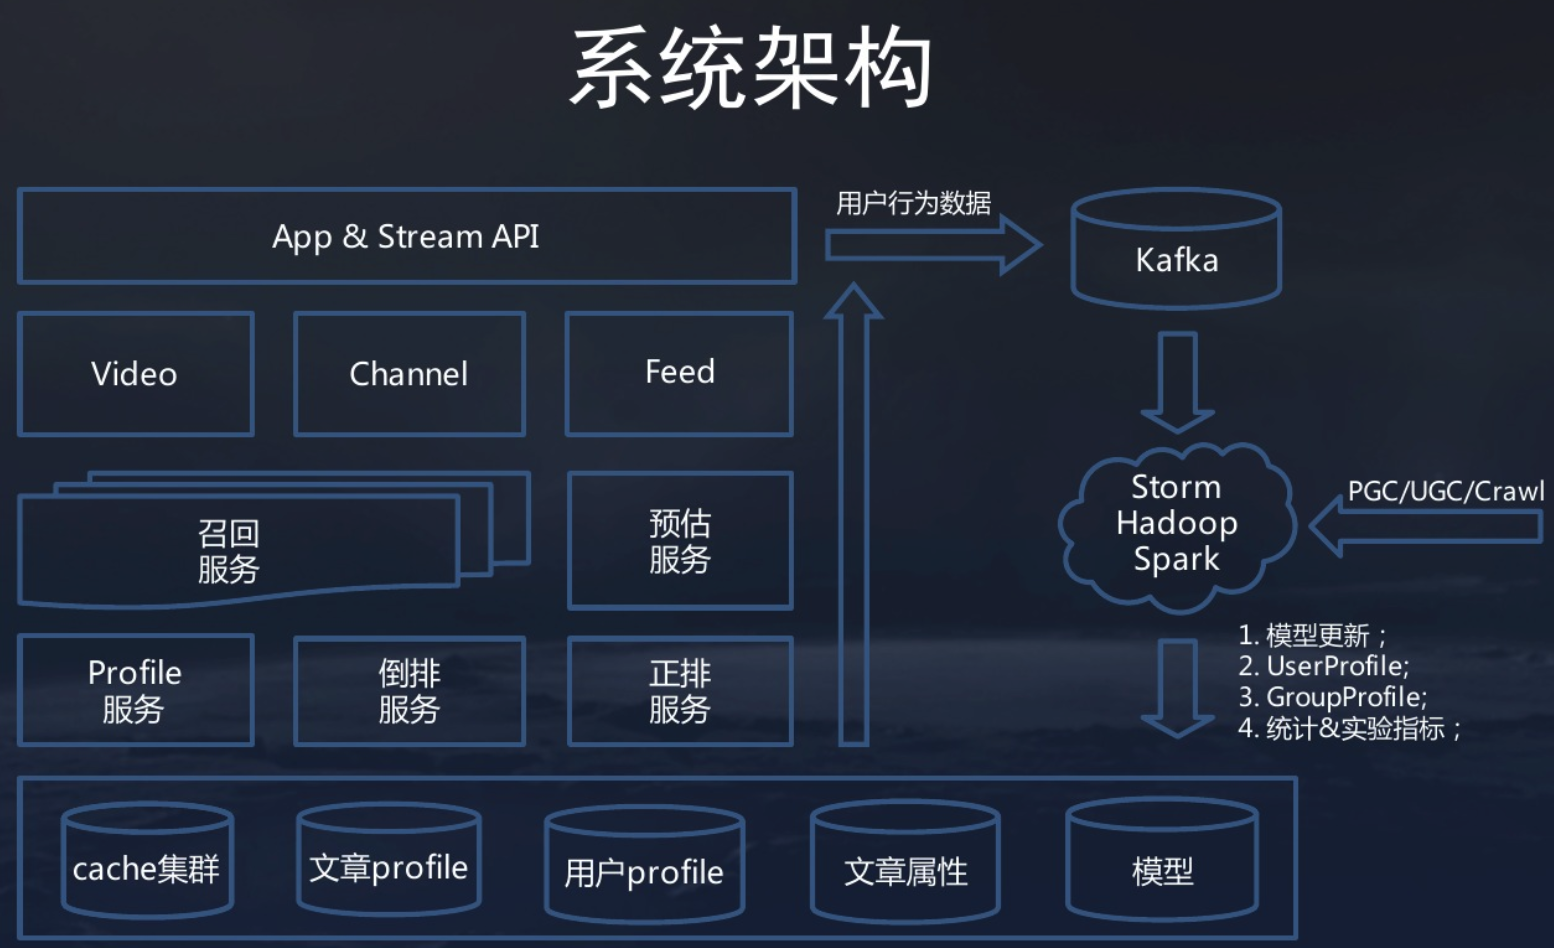 系统架构
App & Stream API
用户行为数据
Kafka
Video
Channel
Feed
召回
服务
预估
服务
Storm
Hadoop
Spark
PGC/UGC/Crawl
Profile
服务
倒排
服务
正排
服务
1. 模型更新；
2. UserProfile;
3. GroupProfile;
4. 统计&实验指标；
cache集群
文章profile
用户profile
文章属性
模型